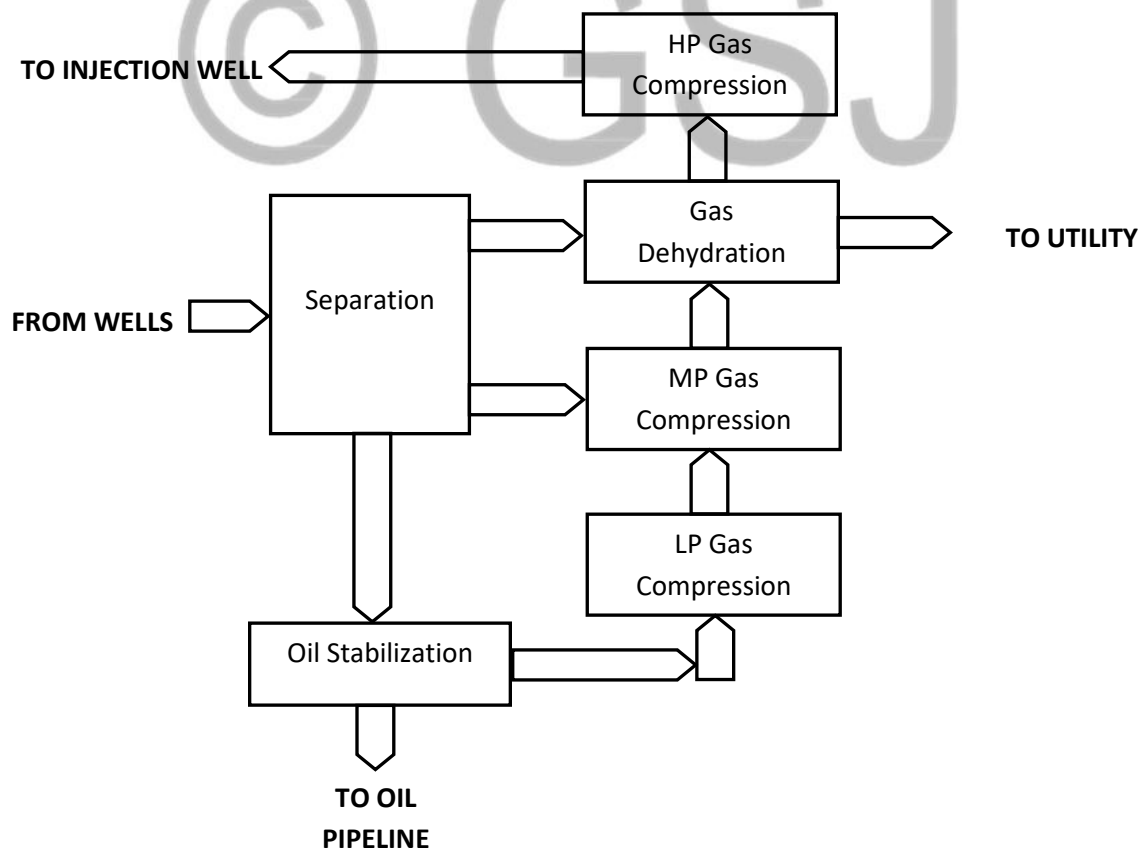 © GSJ
HP Gas
Compression
TO INJECTION WELL
Gas
Dehydration
TO UTILITY
Separation
FROM WELLS
MP Gas
Compression
LP Gas
Compression
Oil Stabilization
TO OIL
PIPELINE